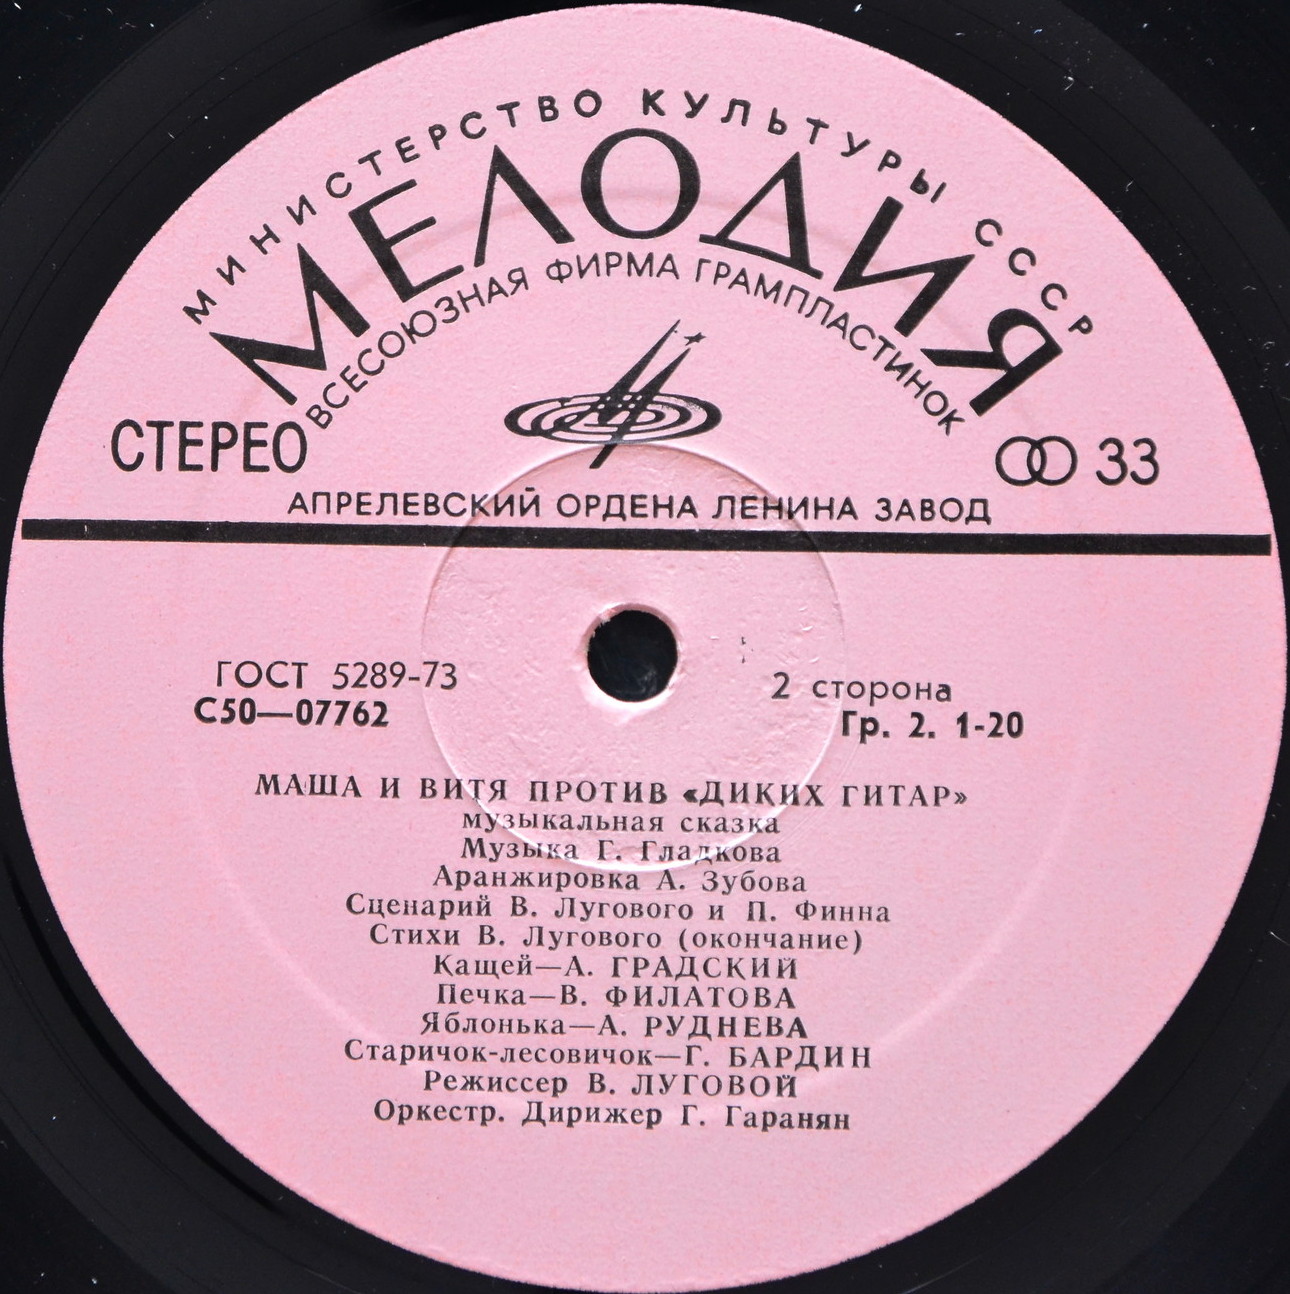 МИНИСТЕРСТВО КУЛЬТУРЫ СССР
МЕЛОДИЯ
ВСЕСОЮЗНАЯ ФИРМА ГРАМПЛАСТИНОК
СТЕРЕО
33
АПРЕЛЕВСКИЙ ОРДЕНА ЛЕНИНА ЗАВОД
ГОСТ 5289-73
2 сторона
С50—07762
Гр. 2. 1-20
МАША И ВИТЯ ПРОТИВ «ДИКИХ ГИТАР»
музыкальная сказка
Музыка Г. Гладкова
Аранжировка А. Зубова
Сценарий В. Лугового и П. Финна
Стихи В. Лугового (окончание)
Кащей—А. ГРАДСКИЙ
Печка—В. ФИЛАТОВА
Яблонька—А. РУДНЕВА
Старичок-лесовичок—Г. БАРДИН
Режиссер В. ЛУГОВОЙ
Оркестр. Дирижер Г. Гаранян